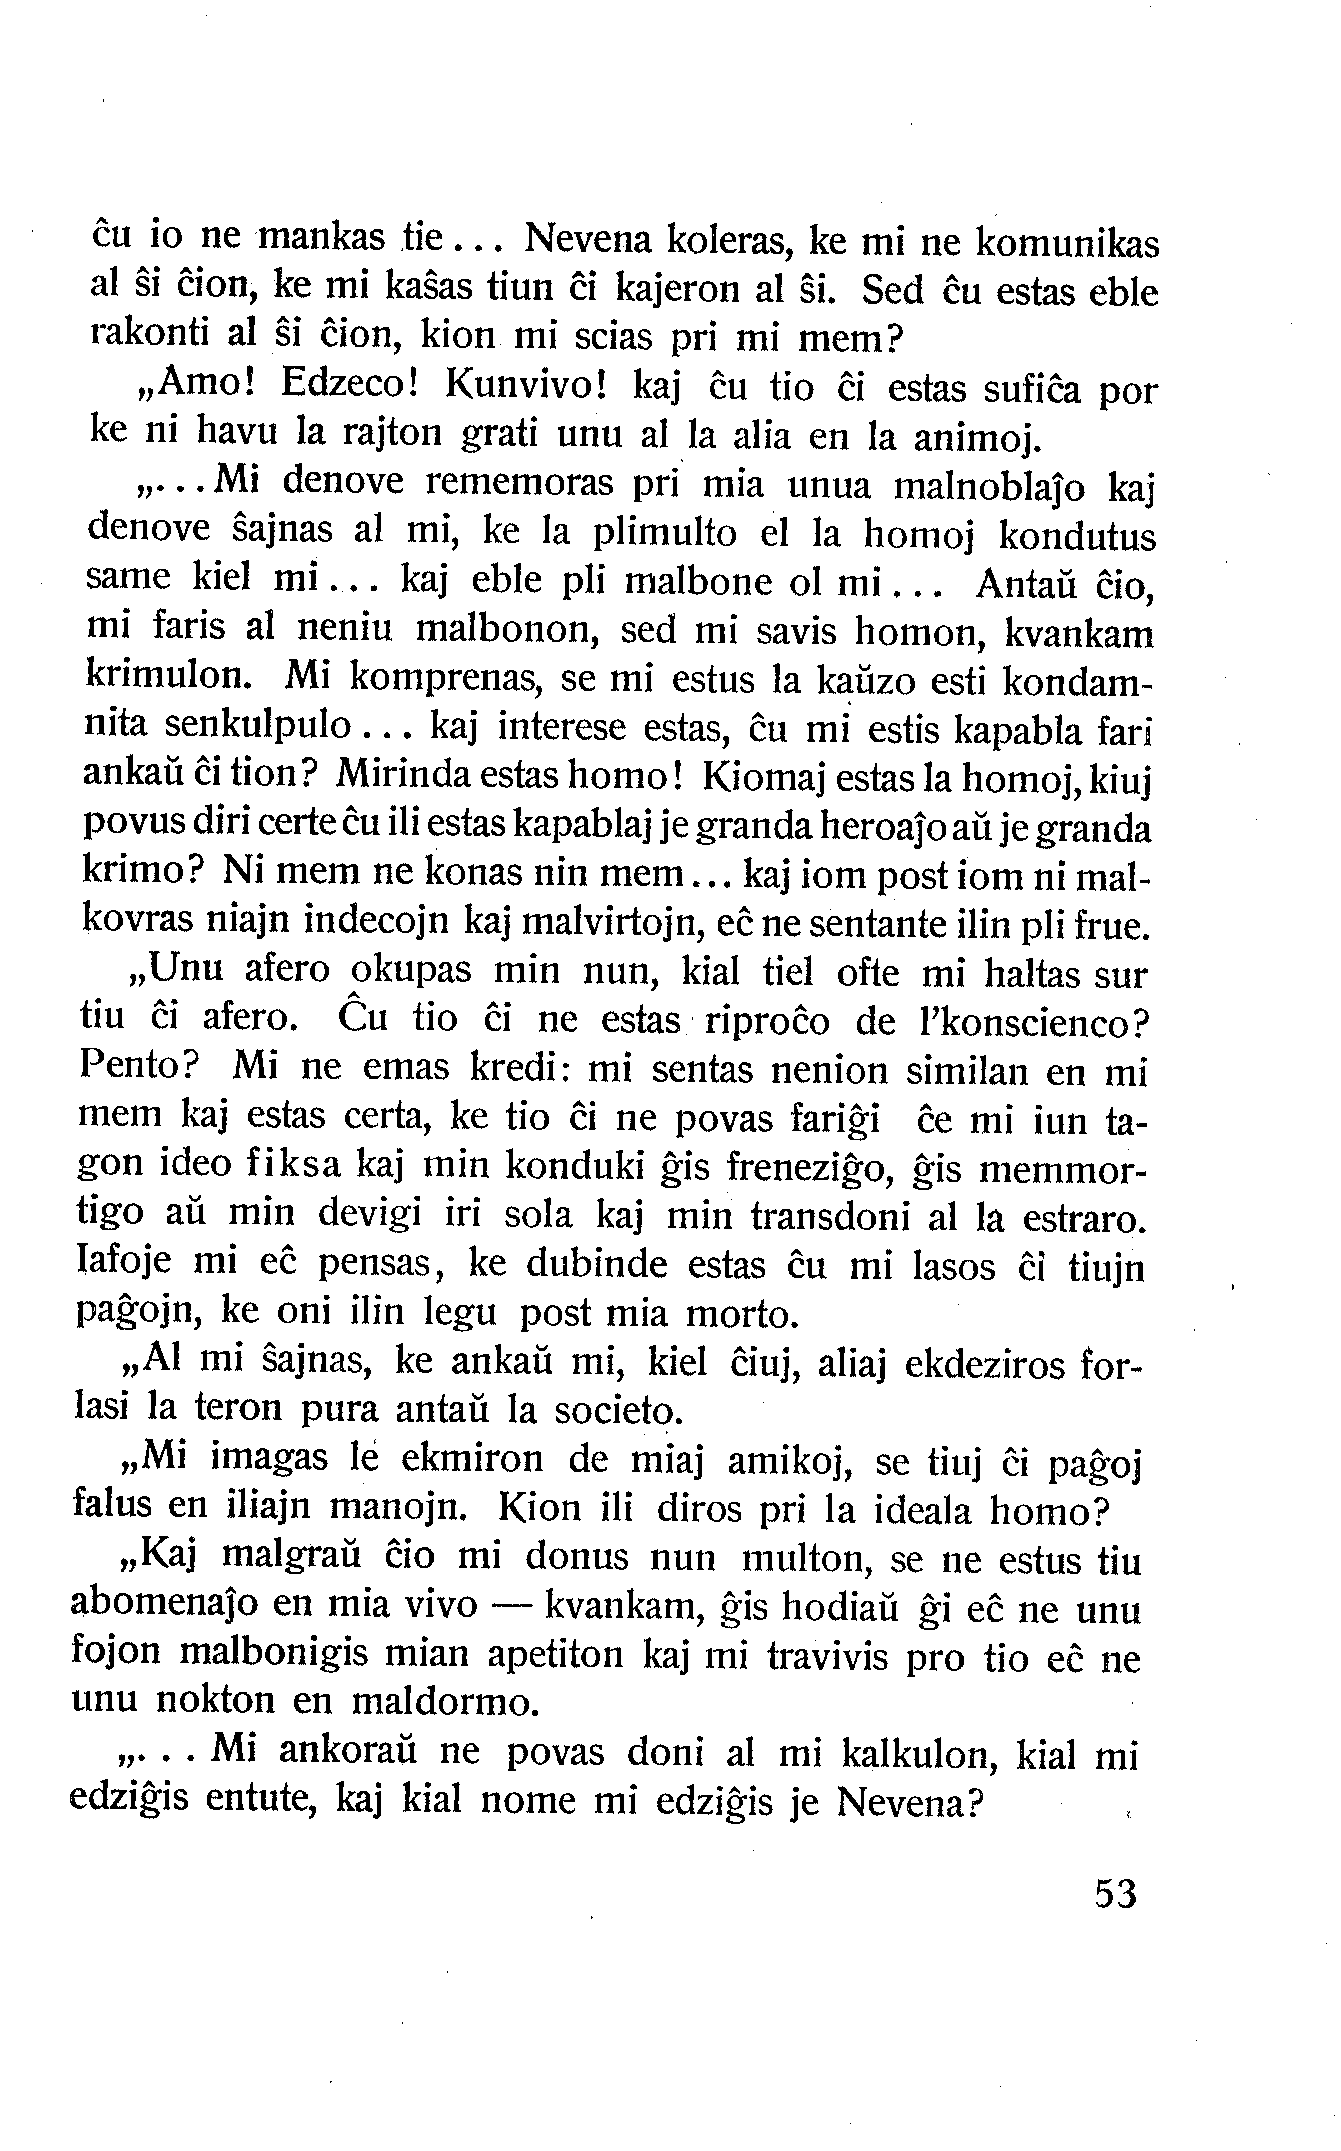 ĉu io ne mankas tie... Nevena koleras, ke mi ne komunikas
al ŝi ĉion, ke mi kaŝas tiun ĉi kajeron al ŝi. Sed ĉu estas eble
rakonti al ŝi ĉion, kion mi scias pri mi mem?
„Amo! Edzeco! Kunvivo! kaj ĉu tio ĉi estas sufiĉa por
ke ni havu la rajton grati unu al la alia en la animoj.
„...Mi denove rememoras pri mia unua malnoblaĵo kaj
denove ŝajnas al mi, ke la plimulto el la homoj kondutus
same kiel mi... kaj eble pli malbone ol mi... Antaŭ ĉio,
mi faris al neniu malbonon, sed mi savis homon, kvankam
krimulon. Mi komprenas, se mi estus la kaŭzo esti kondam-
nita senkulpulo... kaj interese estas, ĉu mi estis kapabla fari
ankaŭ ĉi tion? Mirinda estas homo! Kiomaj estas la homoj, kiuj
povus diri certe ĉu ili estas kapablaj je granda heroaĵo aŭ je granda
krimo? Ni mem ne konas nin mem... kaj iom post iom ni mal-
kovras niajn indecojn kaj malvirtojn, eĉ ne sentante ilin pli frue.
„Unu afero okupas min nun, kial tiel ofte mi haltas sur
tiu ĉi afero. Ĉu tio ĉi ne estas riproĉo de l'konscienco?
Pento? Mi ne emas kredi: mi sentas nenion similan en mi
mem kaj estas certa, ke tio ĉi ne povas fariĝi ĉe mi iun ta-
gon ideo fiksa kaj min konduki ĝis freneziĝo, ĝis memmor-
tigo aŭ min devigi iri sola kaj min transdoni al la estraro.
Iafoje mi eĉ pensas, ke dubinde estas ĉu mi lasos ĉi tiujn
paĝojn, ke oni ilin legu post mia morto.
„Al mi ŝajnas, ke ankaŭ mi, kiel ĉiuj, aliaj ekdeziros for-
lasi la teron pura antaŭ la societo.
„Mi imagas le ekmiron de miaj amikoj, se tiuj ĉi paĝoj
falus en iliajn manojn. Kion ili diros pri la ideala homo?
„Kaj malgraŭ ĉio mi donus nun multon, se ne estus tiu
abomenaĵo en mia vivo — kvankam, ĝis hodiaŭ ĝi eĉ ne unu
fojon malbonigis mian apetiton kaj mi travivis pro tio eĉ ne
unu nokton en maldormo.
„... Mi ankoraŭ ne povas doni al mi kalkulon, kial mi
edziĝis entute, kaj kial nome mi edziĝis je Nevena?
53